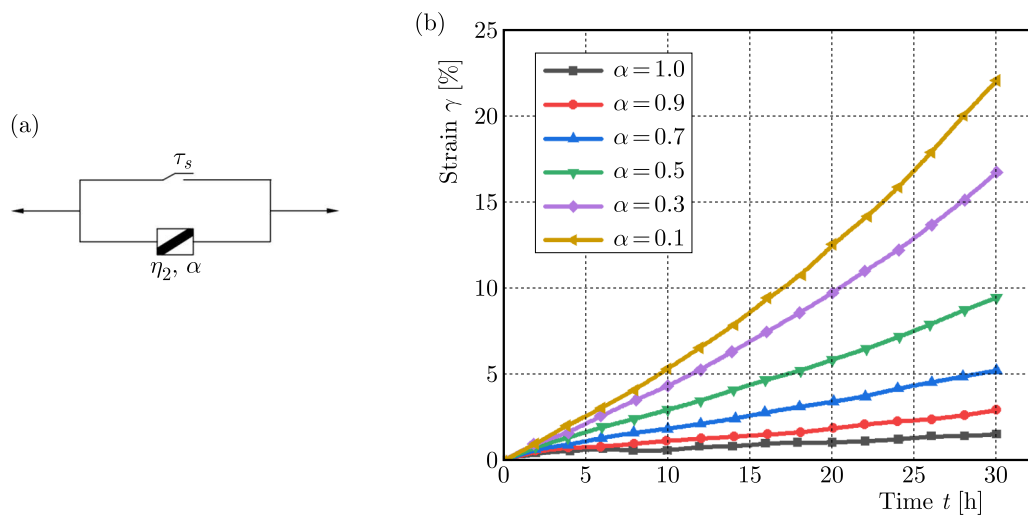 (a)
τ_s
η_2, α
(b)
Strain γ [%]
25
20
15
10
5
0
α = 1.0
α = 0.9
α = 0.7
α = 0.5
α = 0.3
α = 0.1
0 5 10 15 20 25 30
Time t [h]